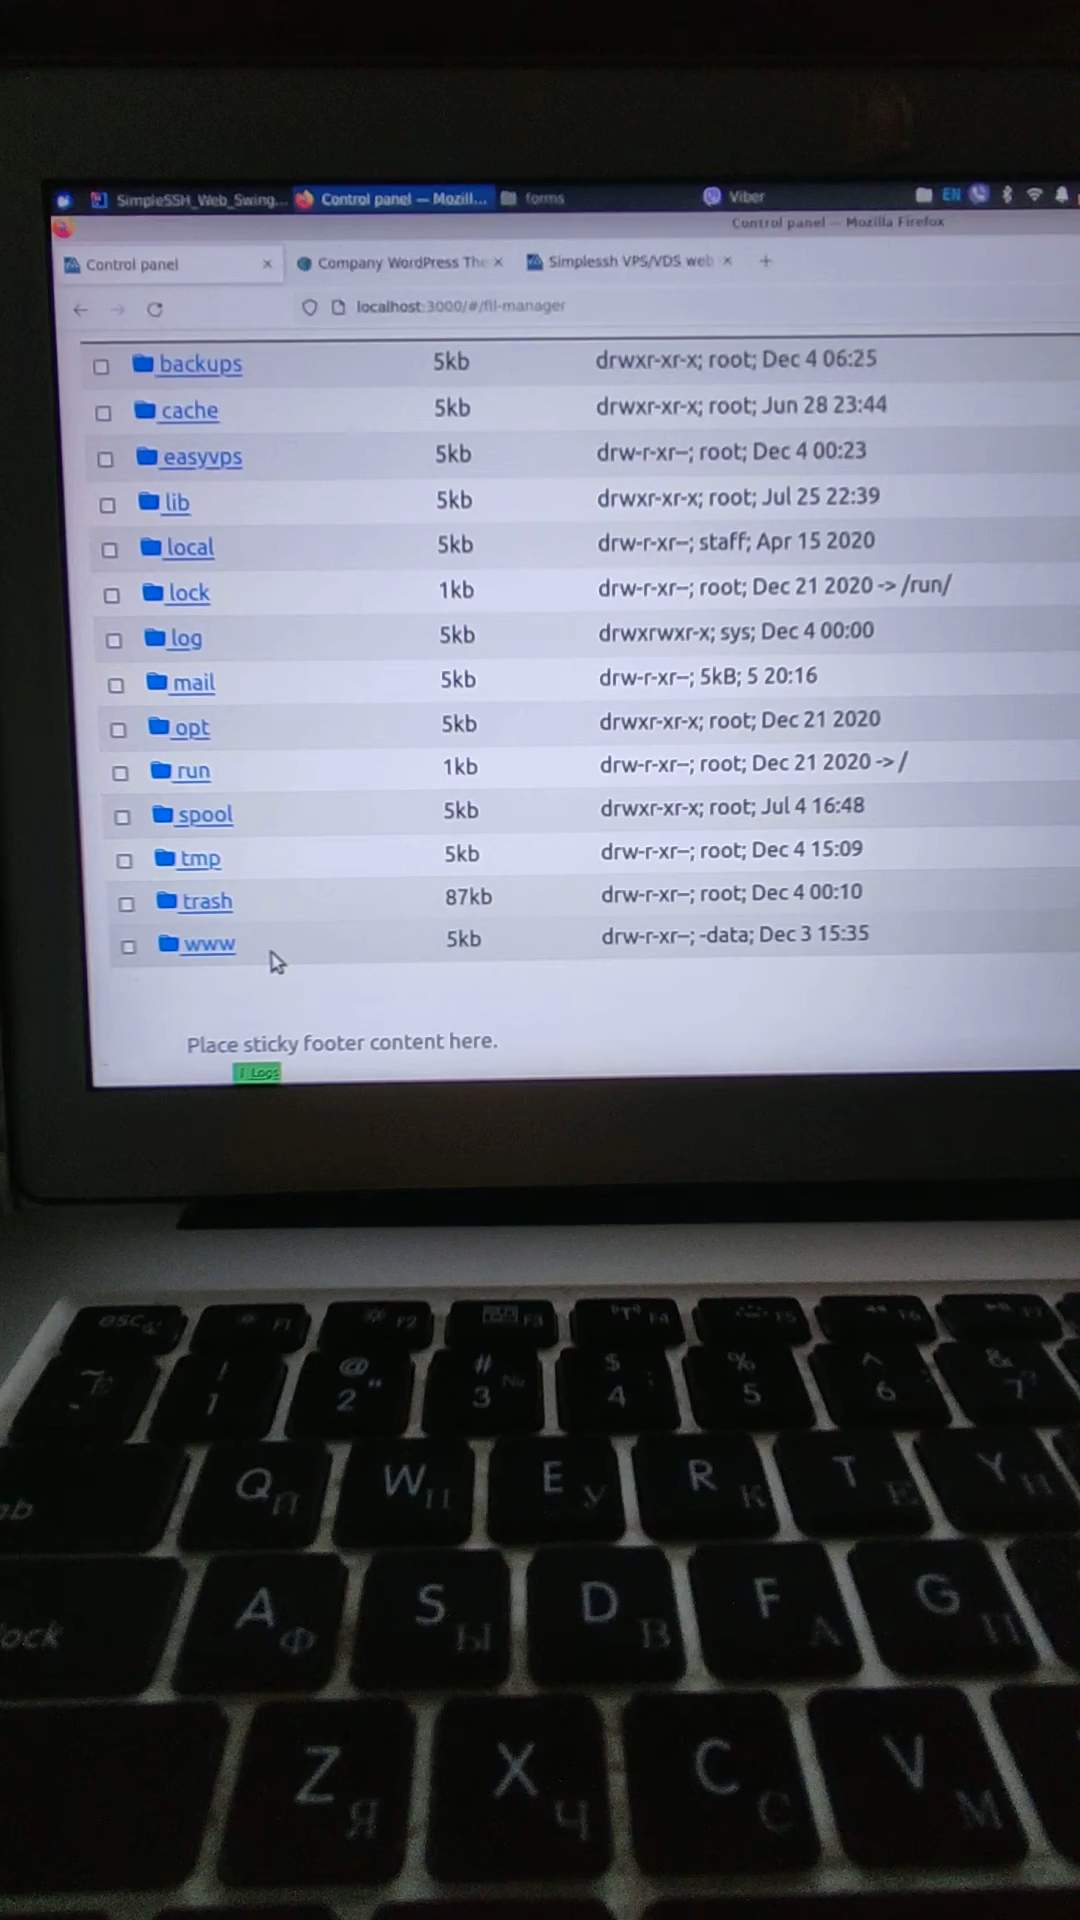 SimpleSSH_Web_Swing... Control panel — Mozill... forms Viber EN
Control panel — Mozilla Firefox
Control panel × Company WordPress The × Simplessh VPS/VDS web × +
localhost:3000/#/fil-manager
backups 5kb drwxr-xr-x; root; Dec 4 06:25
cache 5kb drwxr-xr-x; root; Jun 28 23:44
easyvps 5kb drw-r-xr--; root; Dec 4 00:23
lib 5kb drwxr-xr-x; root; Jul 25 22:39
local 5kb drw-r-xr--; staff; Apr 15 2020
lock 1kb drw-r-xr--; root; Dec 21 2020 -> /run/
log 5kb drwxrwxr-x; sys; Dec 4 00:00
mail 5kb drw-r-xr--; 5kB; 5 20:16
opt 5kb drwxr-xr-x; root; Dec 21 2020
run 1kb drw-r-xr--; root; Dec 21 2020 -> /
spool 5kb drwxr-xr-x; root; Jul 4 16:48
tmp 5kb drw-r-xr--; root; Dec 4 15:09
trash 87kb drw-r-xr--; root; Dec 4 00:10
www 5kb drw-r-xr--; -data; Dec 3 15:35
Place sticky footer content here.
i Logs
esc F1 F2 F3 F4 F5 F6 F7
~ ! 1 @ 2 " # 3 № $ 4 ; % 5 ^ 6 : & 7
ab Q Й W Ц E У R К T Е Y Н
lock A Ф S Ы D В F А G П
Z Я X Ч C С V М